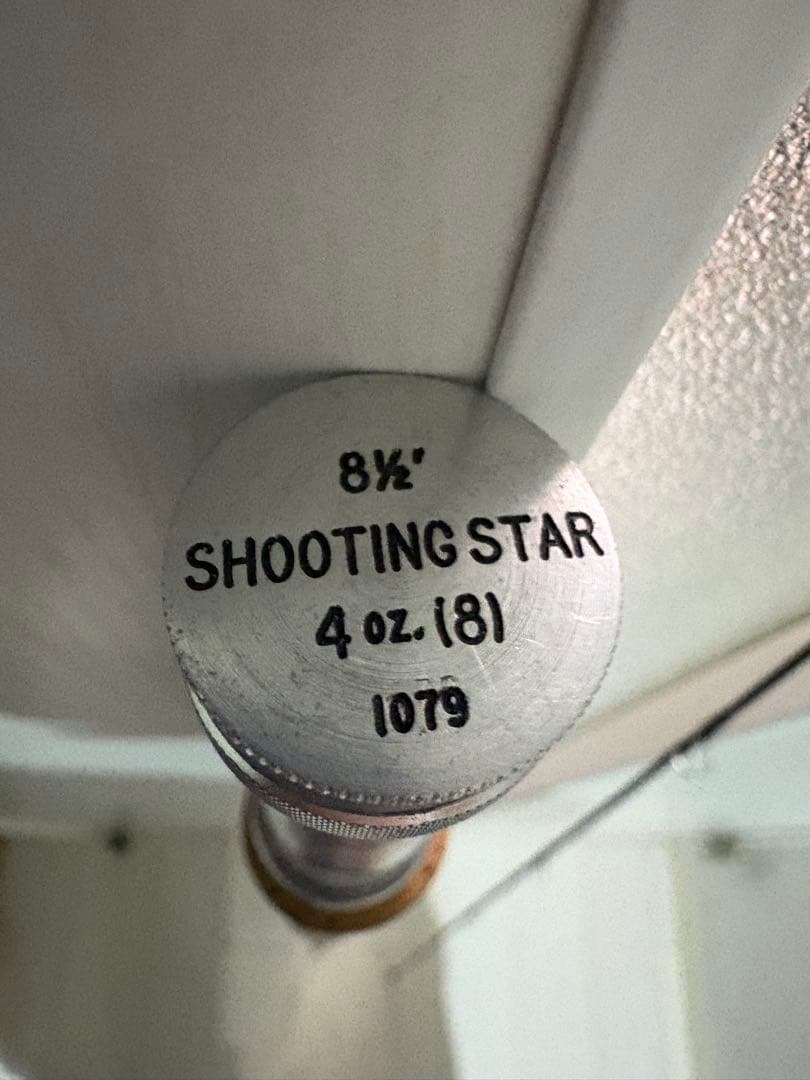 8½'
SHOOTING STAR
4 oz. (8)
1079